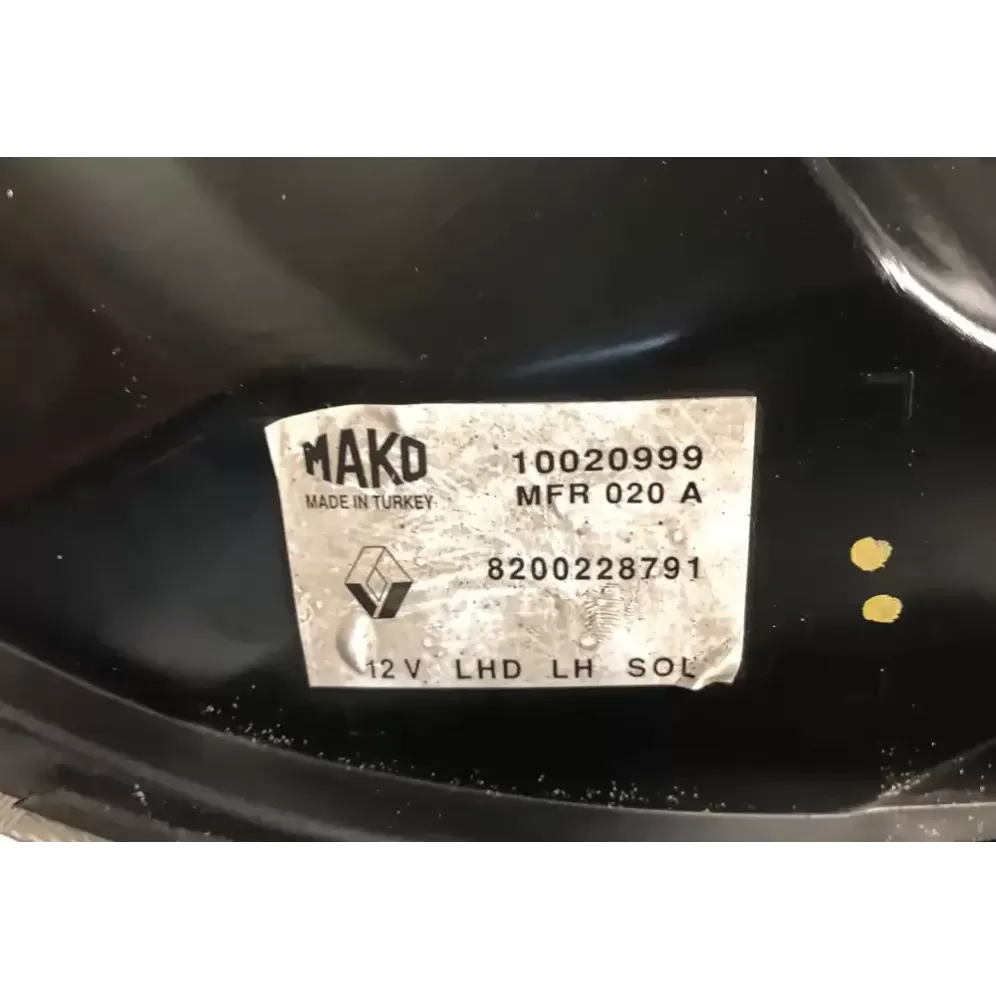 MAKO
MADE IN TURKEY
10020999
MFR 020 A
8200228791
12 V LHD LH SOL